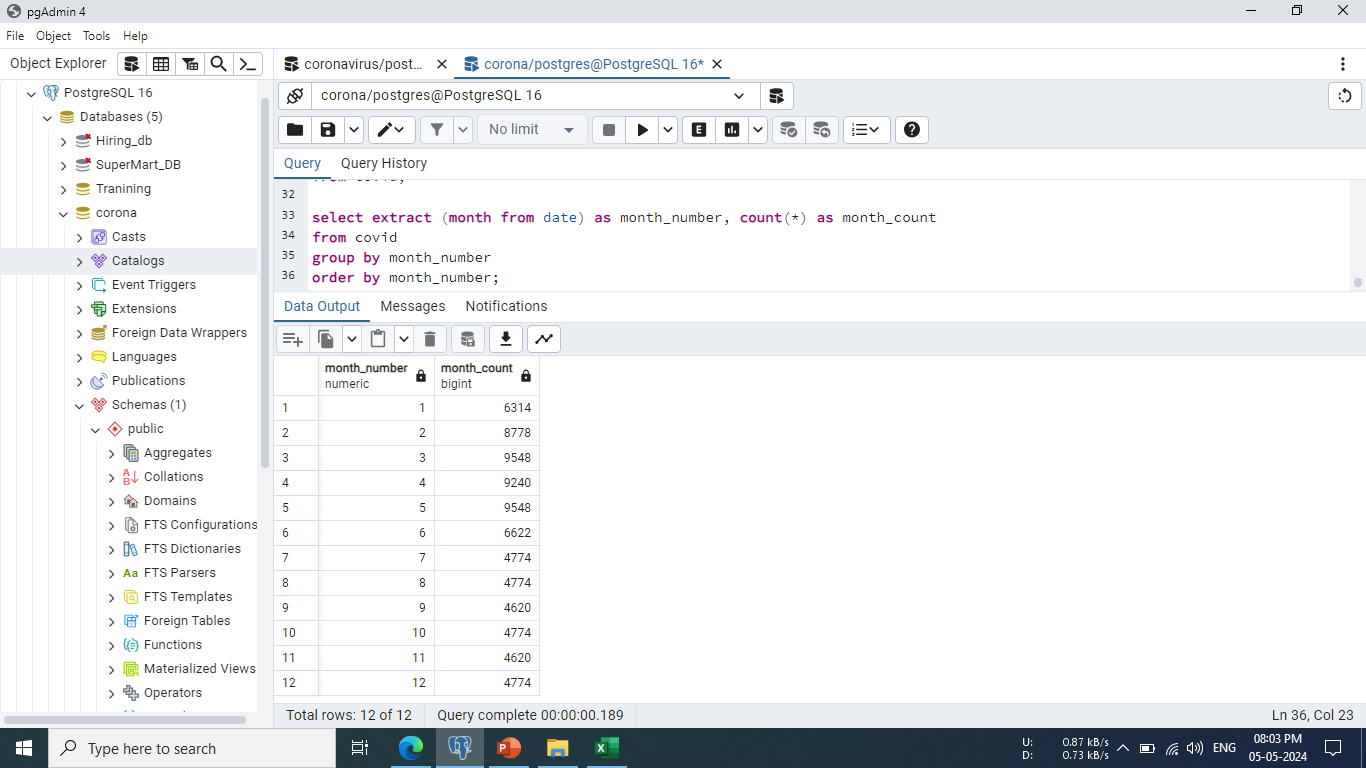 pgAdmin 4
File Object Tools Help
Object Explorer
PostgreSQL 16
Databases (5)
Hiring_db
SuperMart_DB
Tranining
corona
Casts
Catalogs
Event Triggers
Extensions
Foreign Data Wrappers
Languages
Publications
Schemas (1)
public
Aggregates
Collations
Domains
FTS Configurations
FTS Dictionaries
Aa FTS Parsers
FTS Templates
Foreign Tables
Functions
Materialized Views
Operators
coronavirus/post... corona/postgres@PostgreSQL 16*
corona/postgres@PostgreSQL 16
No limit E
Query Query History
32
33 select extract (month from date) as month_number, count(*) as month_count
34 from covid
35 group by month_number
36 order by month_number;
Data Output Messages Notifications
month_number month_count
numeric bigint
1 1 6314
2 2 8778
3 3 9548
4 4 9240
5 5 9548
6 6 6622
7 7 4774
8 8 4774
9 9 4620
10 10 4774
11 11 4620
12 12 4774
Total rows: 12 of 12 Query complete 00:00:00.189 Ln 36, Col 23
Type here to search
U: 0.87 kB/s
D: 0.73 kB/s
ENG
08:03 PM
05-05-2024